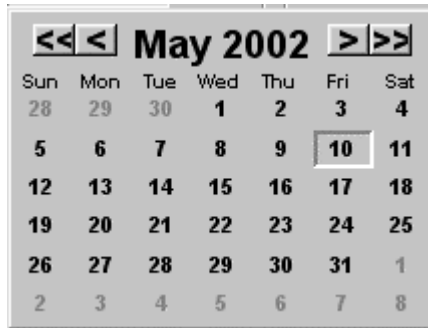 << < May 2002 > >>
Sun Mon Tue Wed Thu Fri Sat
28 29 30 1 2 3 4
5 6 7 8 9 10 11
12 13 14 15 16 17 18
19 20 21 22 23 24 25
26 27 28 29 30 31 1
2 3 4 5 6 7 8